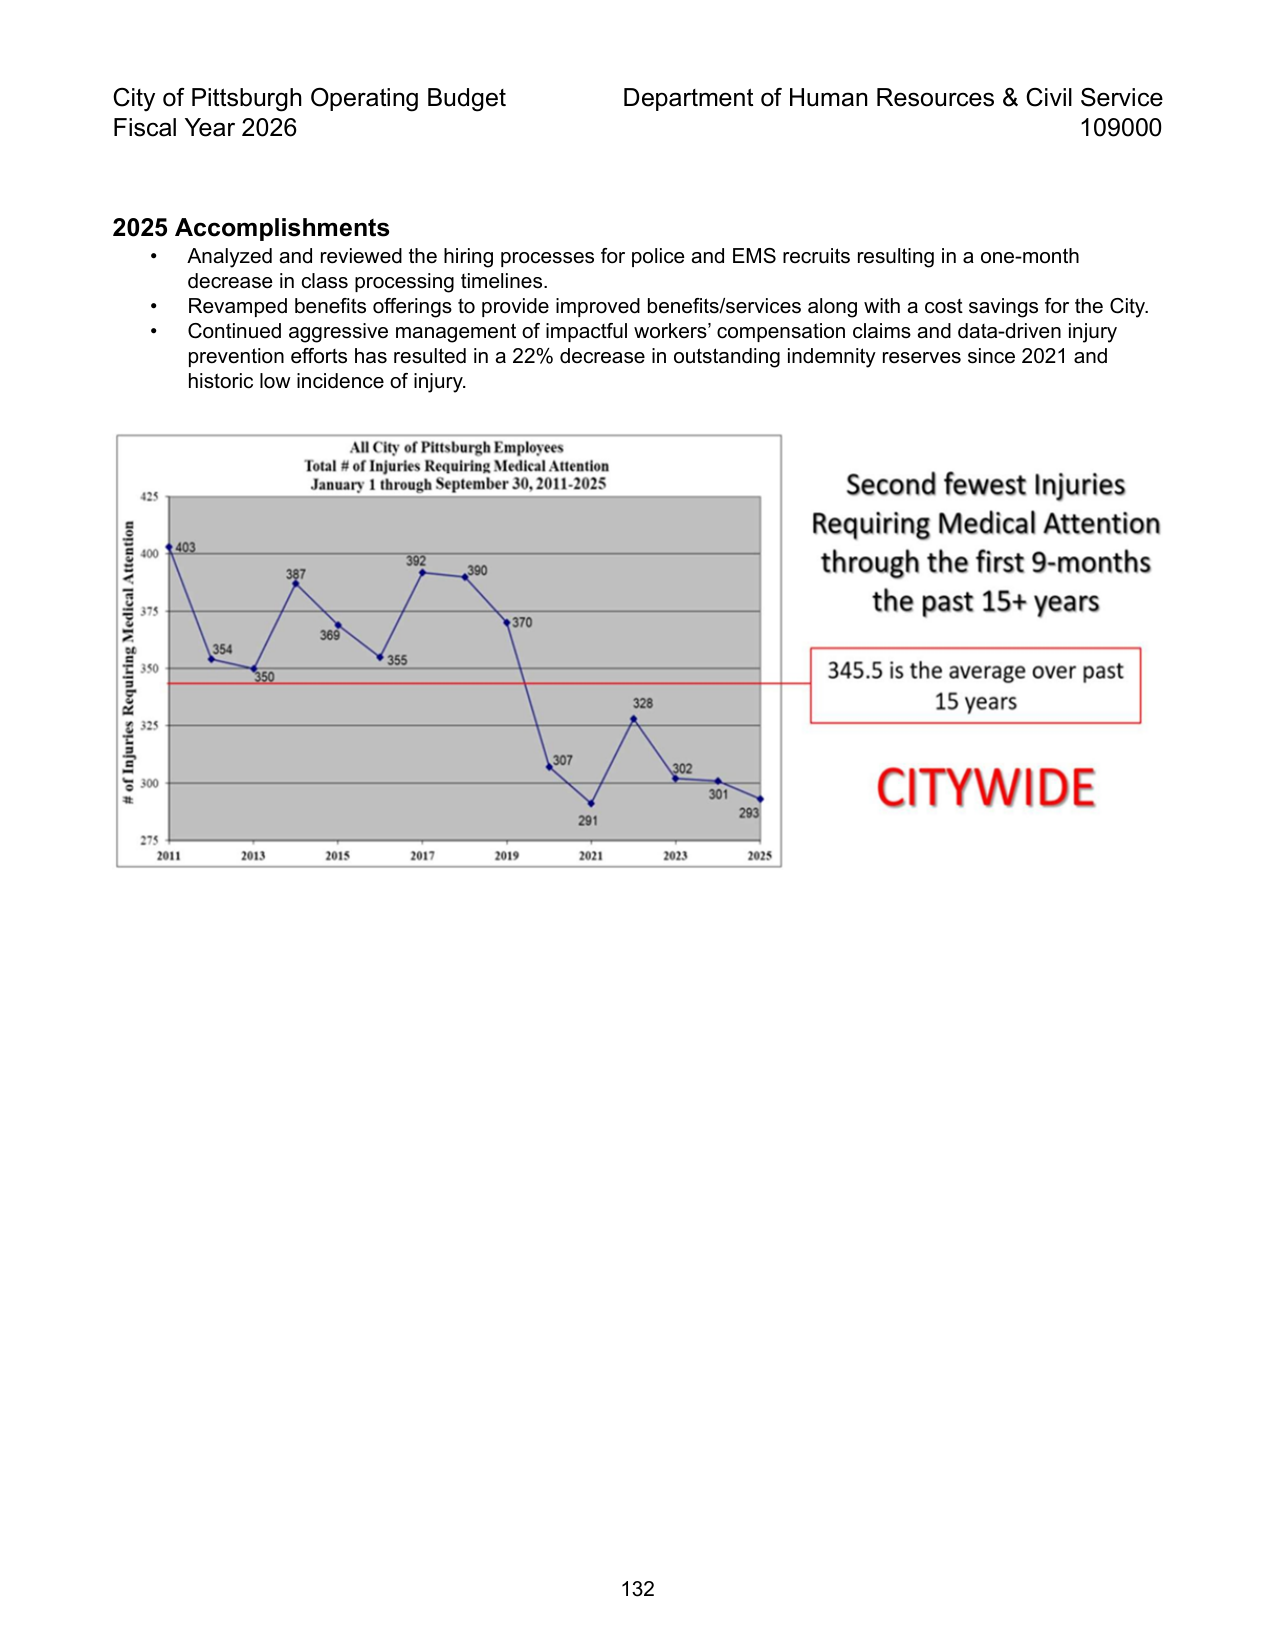 City of Pittsburgh Operating Budget
Fiscal Year 2026
Department of Human Resources & Civil Service
109000
2025 Accomplishments
• Analyzed and reviewed the hiring processes for police and EMS recruits resulting in a one-month
decrease in class processing timelines.
• Revamped benefits offerings to provide improved benefits/services along with a cost savings for the City.
• Continued aggressive management of impactful workers’ compensation claims and data-driven injury
prevention efforts has resulted in a 22% decrease in outstanding indemnity reserves since 2021 and
historic low incidence of injury.
All City of Pittsburgh Employees
Total # of Injuries Requiring Medical Attention
January 1 through September 30, 2011-2025
# of Injuries Requiring Medical Attention
425
400
375
350
325
300
275
403
354
350
387
369
355
392
390
370
307
291
328
302
301
293
2011
2013
2015
2017
2019
2021
2023
2025
Second fewest Injuries
Requiring Medical Attention
through the first 9-months
the past 15+ years
345.5 is the average over past
15 years
CITYWIDE
132